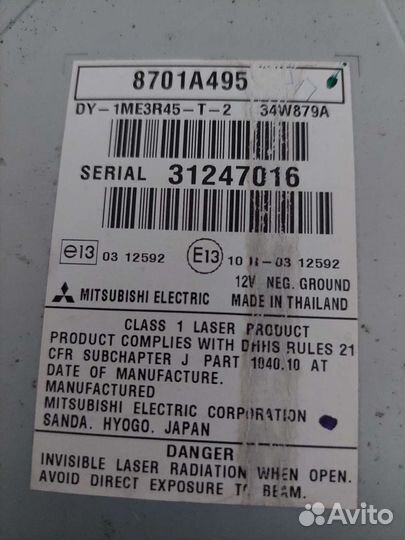 8701A495
DY-1ME3R45-T-2 34W879A
SERIAL 31247016
e13 03 12592 E13 10 R-03 12592
12V NEG. GROUND
MITSUBISHI ELECTRIC MADE IN THAILAND
CLASS 1 LASER PRODUCT
PRODUCT COMPLIES WITH DHHS RULES 21
CFR SUBCHAPTER J PART 1040.10 AT
DATE OF MANUFACTURE.
MANUFACTURED
MITSUBISHI ELECTRIC CORPORATION
SANDA, HYOGO, JAPAN
DANGER
INVISIBLE LASER RADIATION WHEN OPEN.
AVOID DIRECT EXPOSURE TO BEAM.
Avito